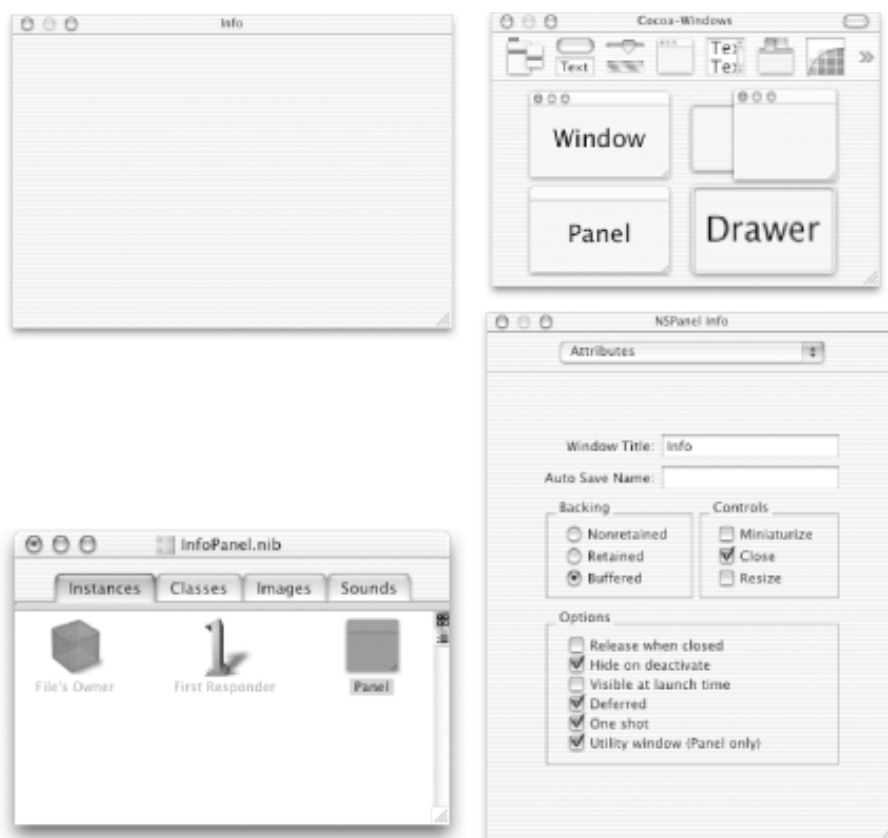 Info
Cocoa-Windows
Text
Window
Panel
Drawer
NSPanel Info
Attributes
Window Title: Info
Auto Save Name:
Backing
Controls
Nonretained
Miniaturize
Retained
Close
Buffered
Resize
Options
Release when closed
Hide on deactivate
Visible at launch time
Deferred
One shot
Utility window (Panel only)
InfoPanel.nib
Instances Classes Images Sounds
File's Owner First Responder Panel